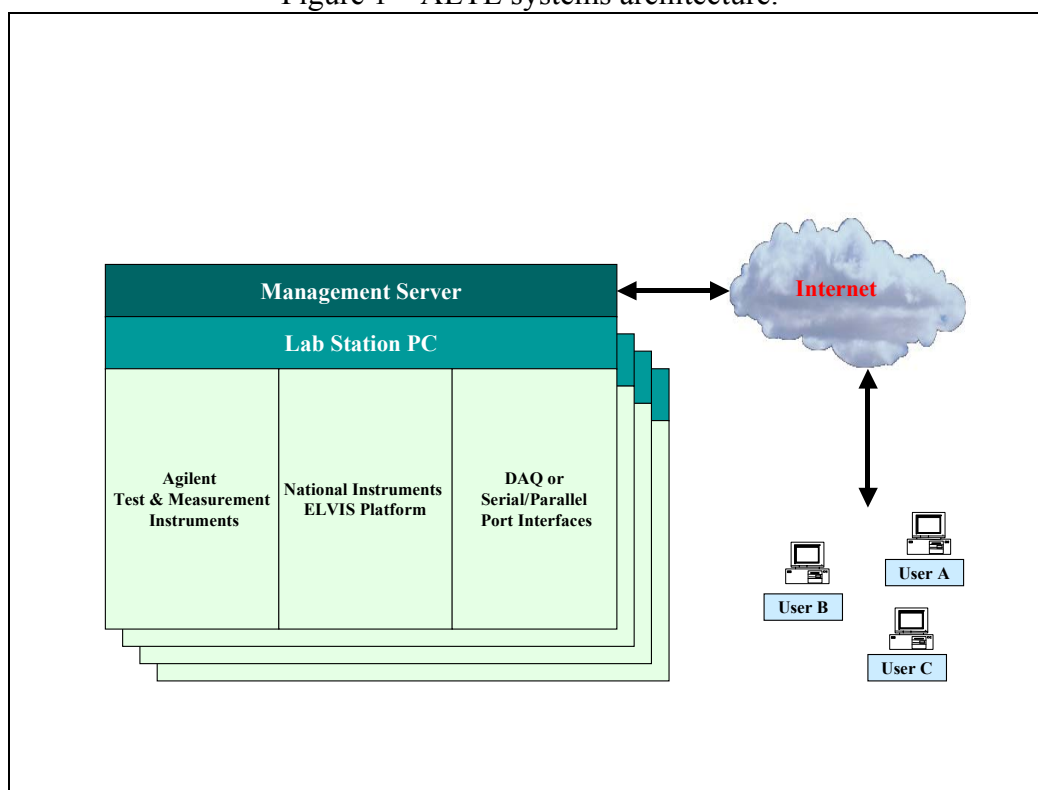 Management Server
Internet
Lab Station PC
Agilent
Test & Measurement
Instruments
National Instruments
ELVIS Platform
DAQ or
Serial/Parallel
Port Interfaces
User A
User B
User C